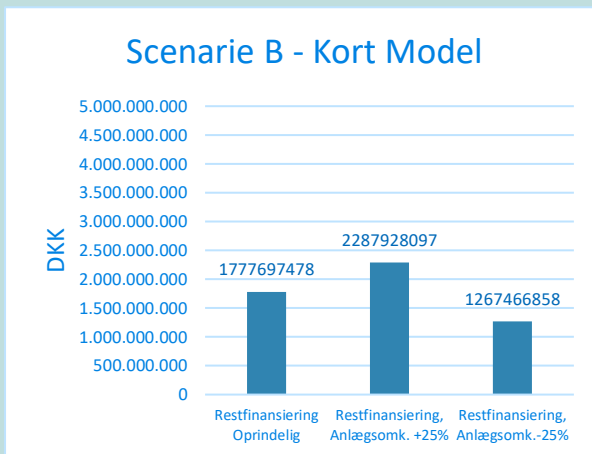 Scenarie B - Kort Model
5.000.000.000
4.500.000.000
4.000.000.000
3.500.000.000
3.000.000.000
2.500.000.000
2.000.000.000
1.500.000.000
1.000.000.000
500.000.000
0
DKK
1777697478
2287928097
1267466858
Restfinansiering
Oprindelig
Restfinansiering,
Anlægsomk. +25%
Restfinansiering,
Anlægsomk.-25%